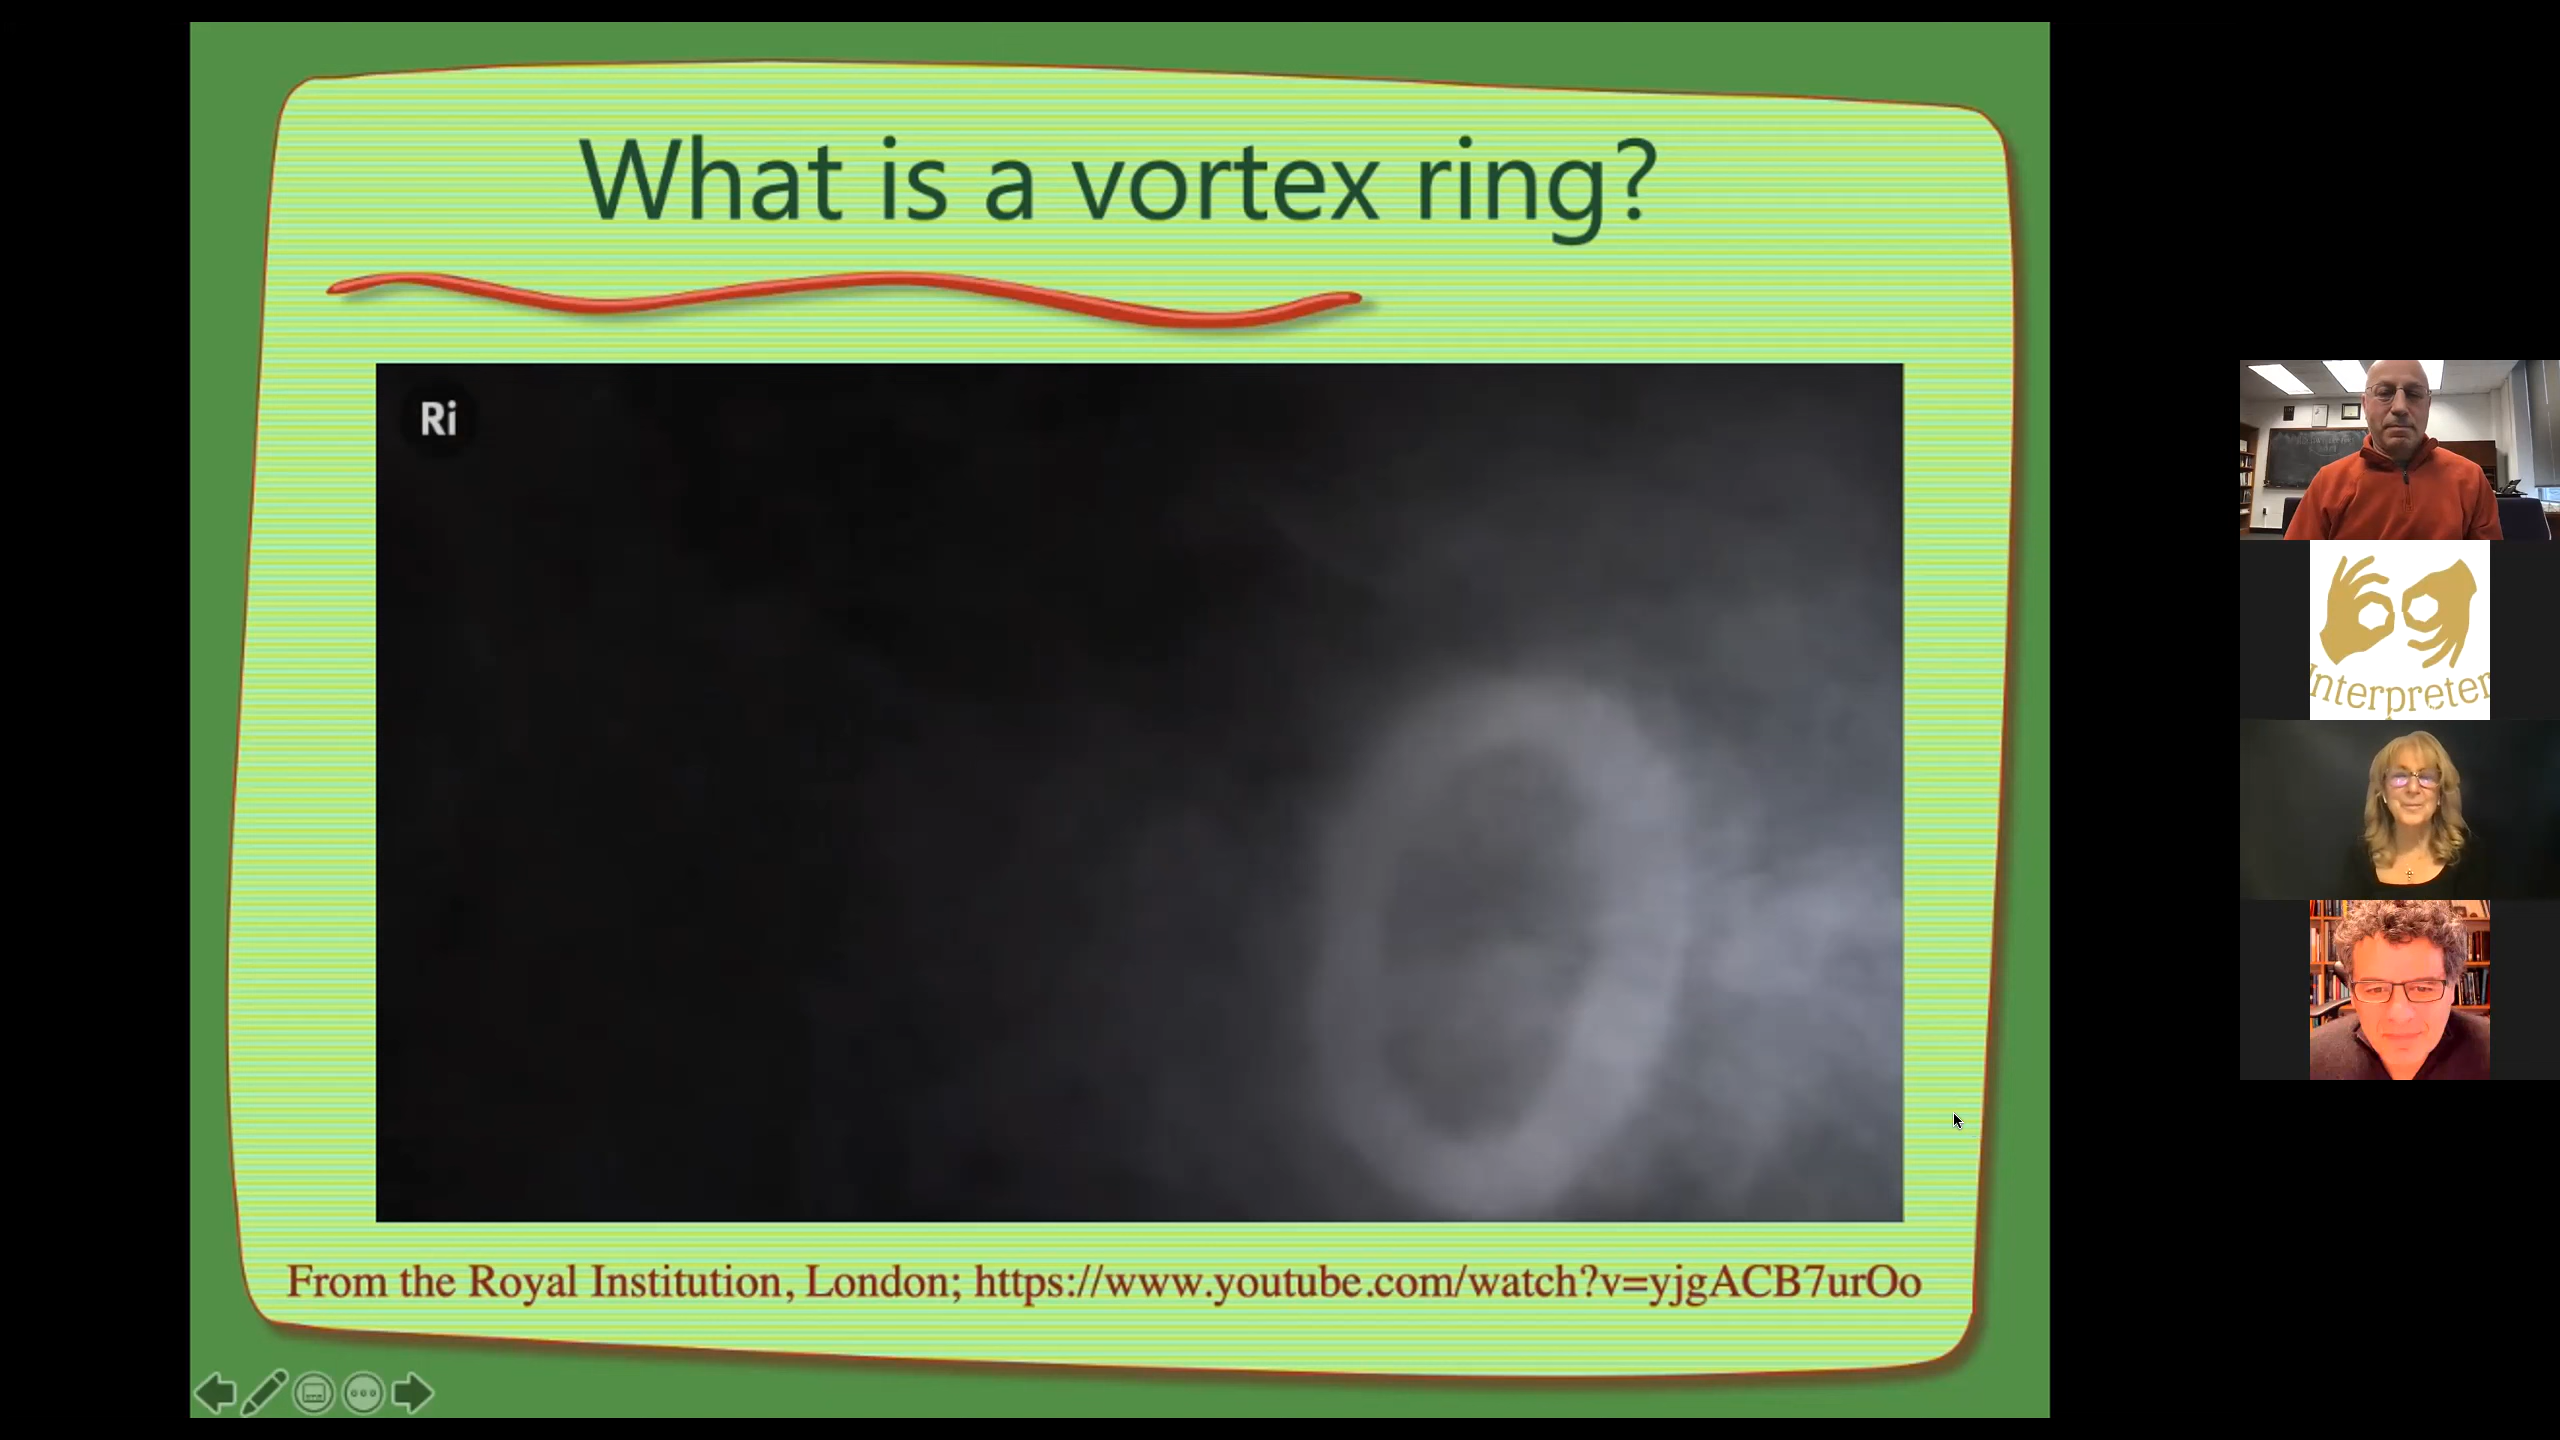 What is a vortex ring?
Ri
From the Royal Institution, London; https://www.youtube.com/watch?v=yjgACB7urOo
Interpreter